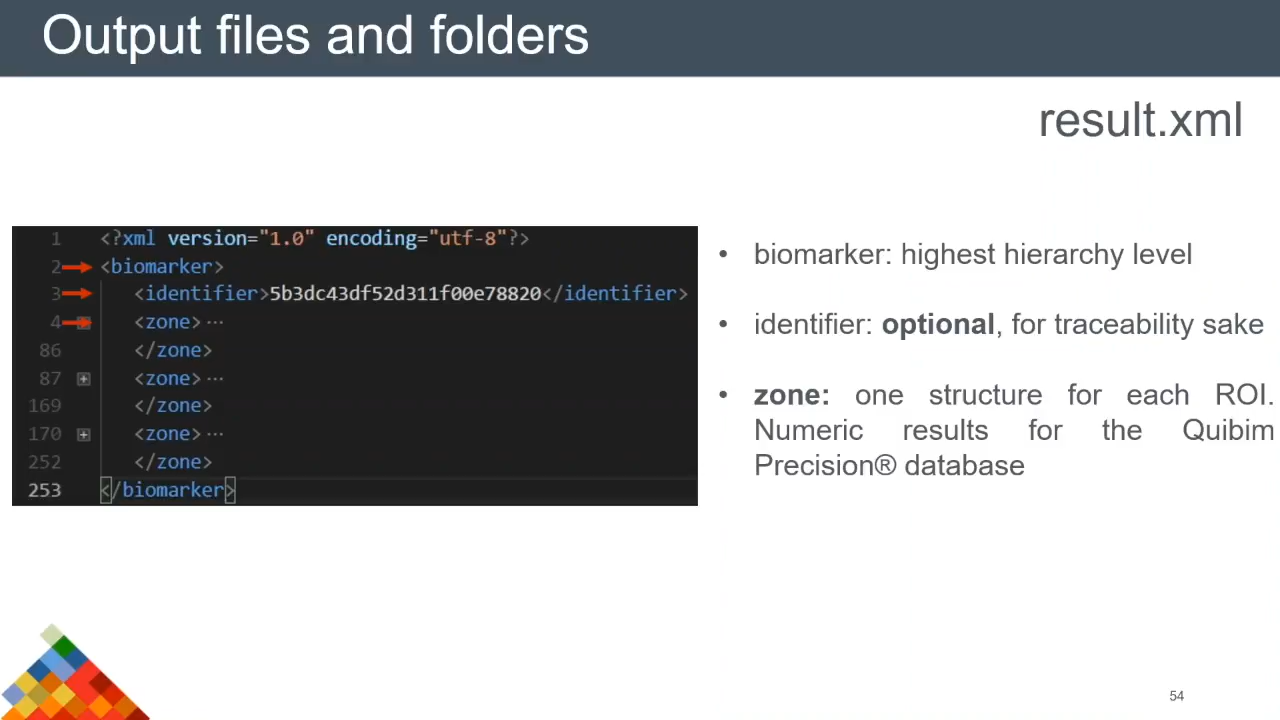 Output files and folders
result.xml
1 <?xml version="1.0" encoding="utf-8"?>
2 <biomarker>
3 <identifier>5b3dc43df52d311f00e78820</identifier>
4 <zone>···
86 </zone>
87 <zone>···
169 </zone>
170 <zone>···
252 </zone>
253 </biomarker>
• biomarker: highest hierarchy level
• identifier: optional, for traceability sake
• zone: one structure for each ROI.
Numeric results for the Quibim
Precision® database
54